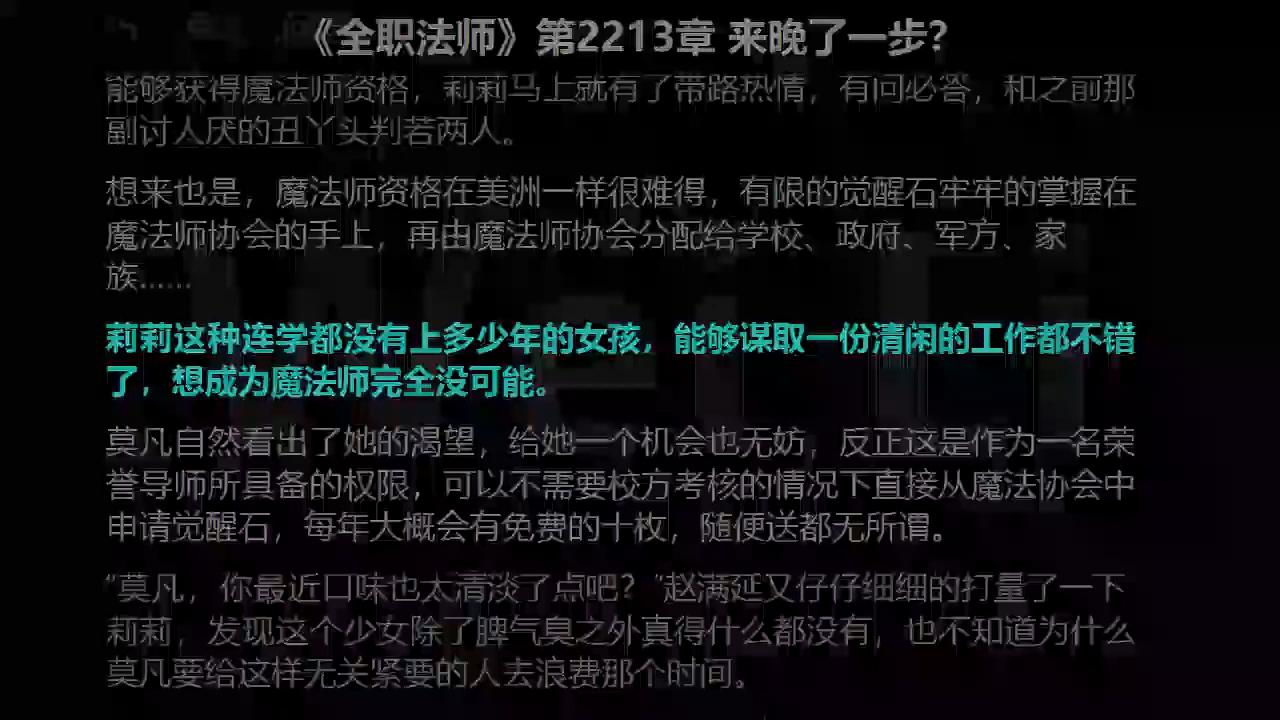 《全职法师》第2213章 来晚了一步?
能够获得魔法师资格，莉莉马上就有了带路热情，有问必答，和之前那
副讨人厌的丑丫头判若两人。
想来也是，魔法师资格在美洲一样很难得，有限的觉醒石牢牢的掌握在
魔法师协会的手上，再由魔法师协会分配给学校、政府、军方、家
族……
莉莉这种连学都没有上多少年的女孩，能够谋取一份清闲的工作都不错
了，想成为魔法师完全没可能。
莫凡自然看出了她的渴望，给她一个机会也无妨，反正这是作为一名荣
誉导师所具备的权限，可以不需要校方考核的情况下直接从魔法协会中
申请觉醒石，每年大概会有免费的十枚，随便送都无所谓。
“莫凡，你最近口味也太清淡了点吧？”赵满延又仔仔细细的打量了一下
莉莉，发现这个少女除了脾气臭之外真得什么都没有，也不知道为什么
莫凡要给这样无关紧要的人去浪费那个时间。